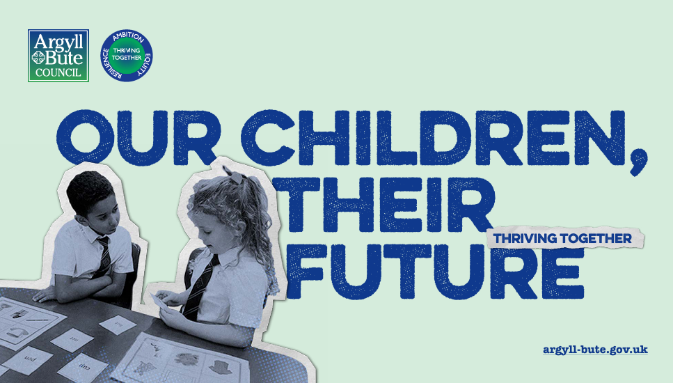 Argyll
Bute
COUNCIL
AMBITION
EQUITY
RESILIENCE
THRIVING
TOGETHER
OUR CHILDREN,
THEIR
FUTURE
THRIVING TOGETHER
argyll-bute.gov.uk